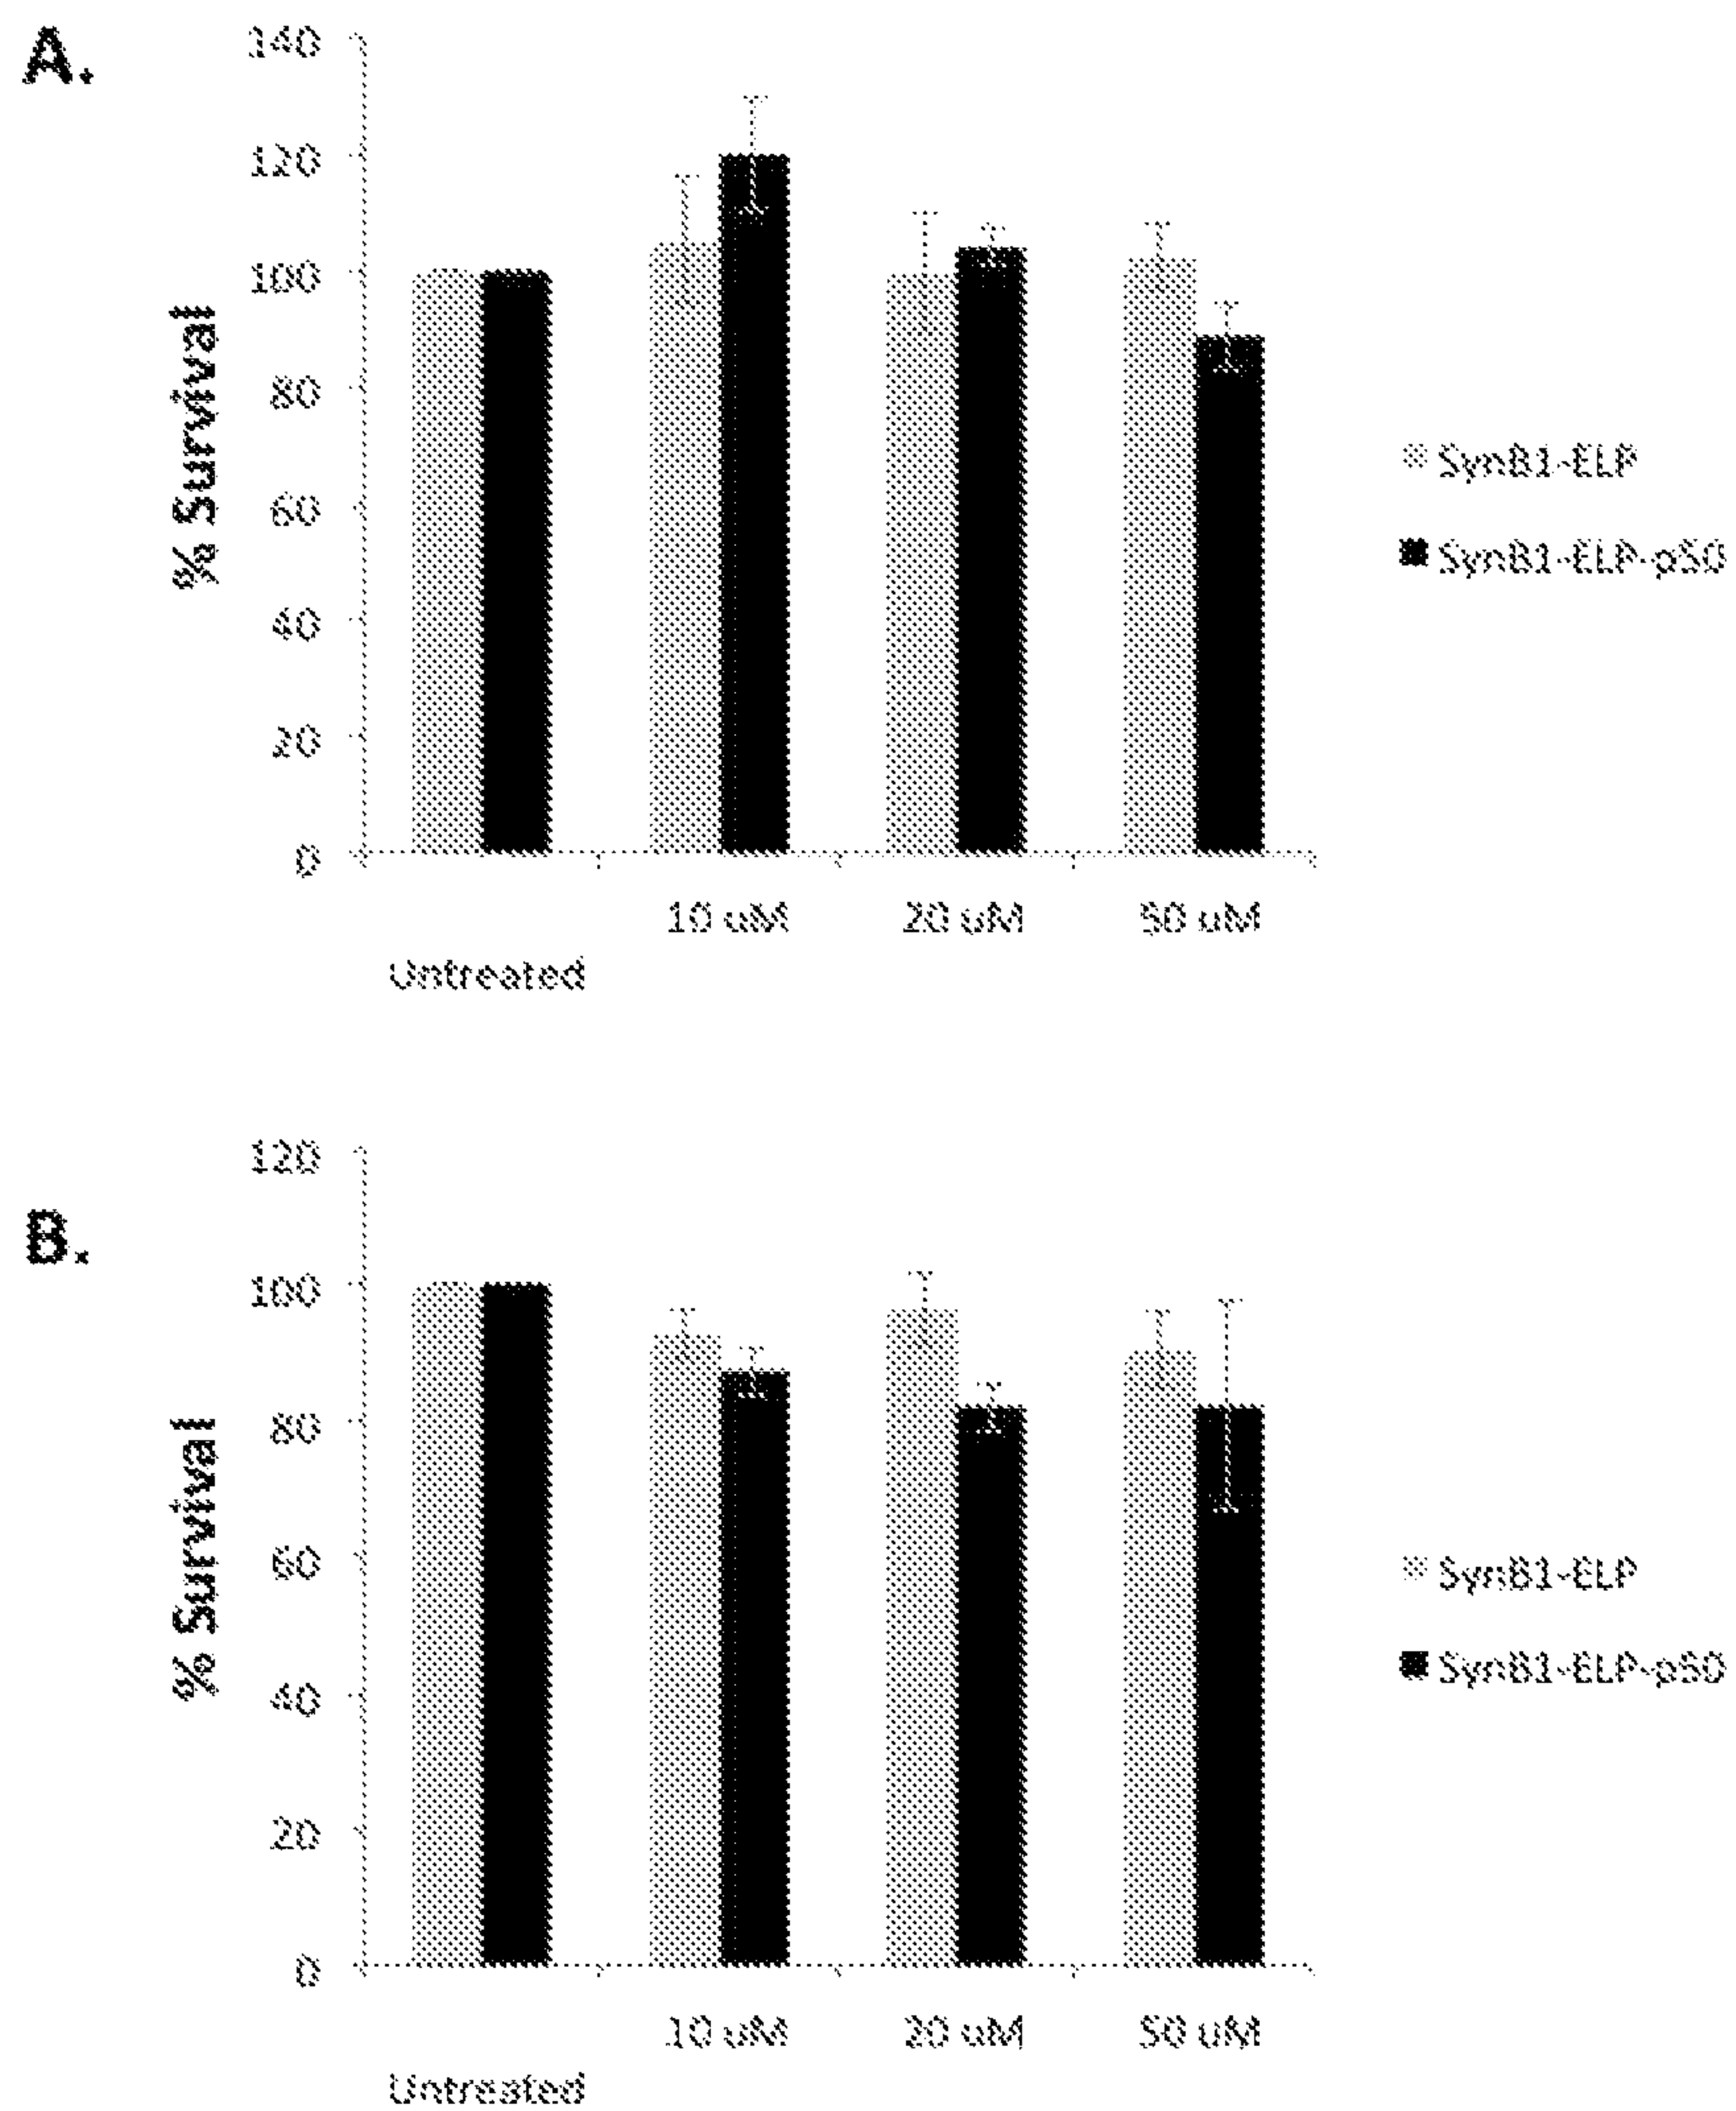 A.
140
120
100
80
60
40
20
0
% Survival
10 uM 20 uM 50 uM
Untreated
SynB1-ELP
SynB1-ELP-p50
B.
120
100
80
60
40
20
0
% Survival
10 uM 20 uM 50 uM
Untreated
SynB1-ELP
SynB1-ELP-p50